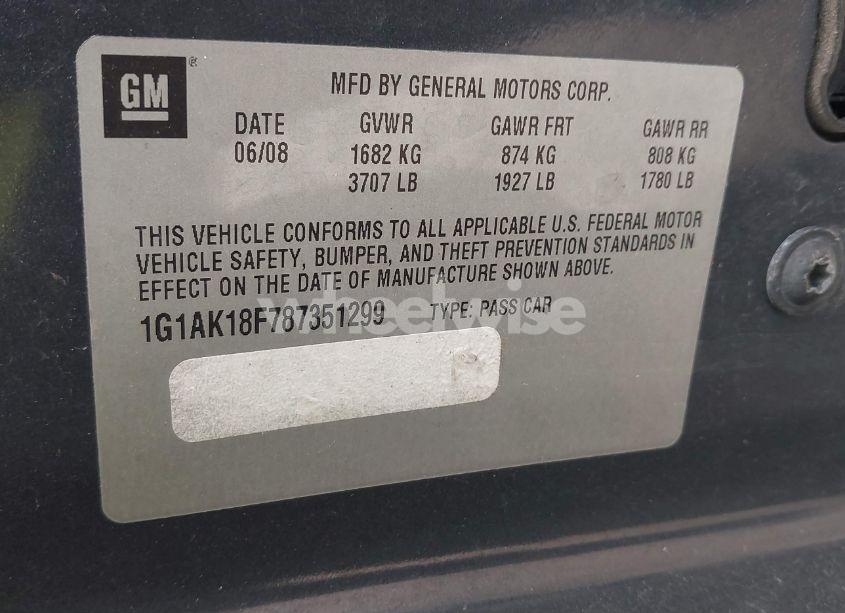 GM ®
MFD BY GENERAL MOTORS CORP.
DATE GVWR GAWR FRT GAWR RR
06/08 1682 KG 874 KG 808 KG
3707 LB 1927 LB 1780 LB
THIS VEHICLE CONFORMS TO ALL APPLICABLE U.S. FEDERAL MOTOR
VEHICLE SAFETY, BUMPER, AND THEFT PREVENTION STANDARDS IN
EFFECT ON THE DATE OF MANUFACTURE SHOWN ABOVE.
1G1AK18F787351299 TYPE: PASS CAR
wheelwise